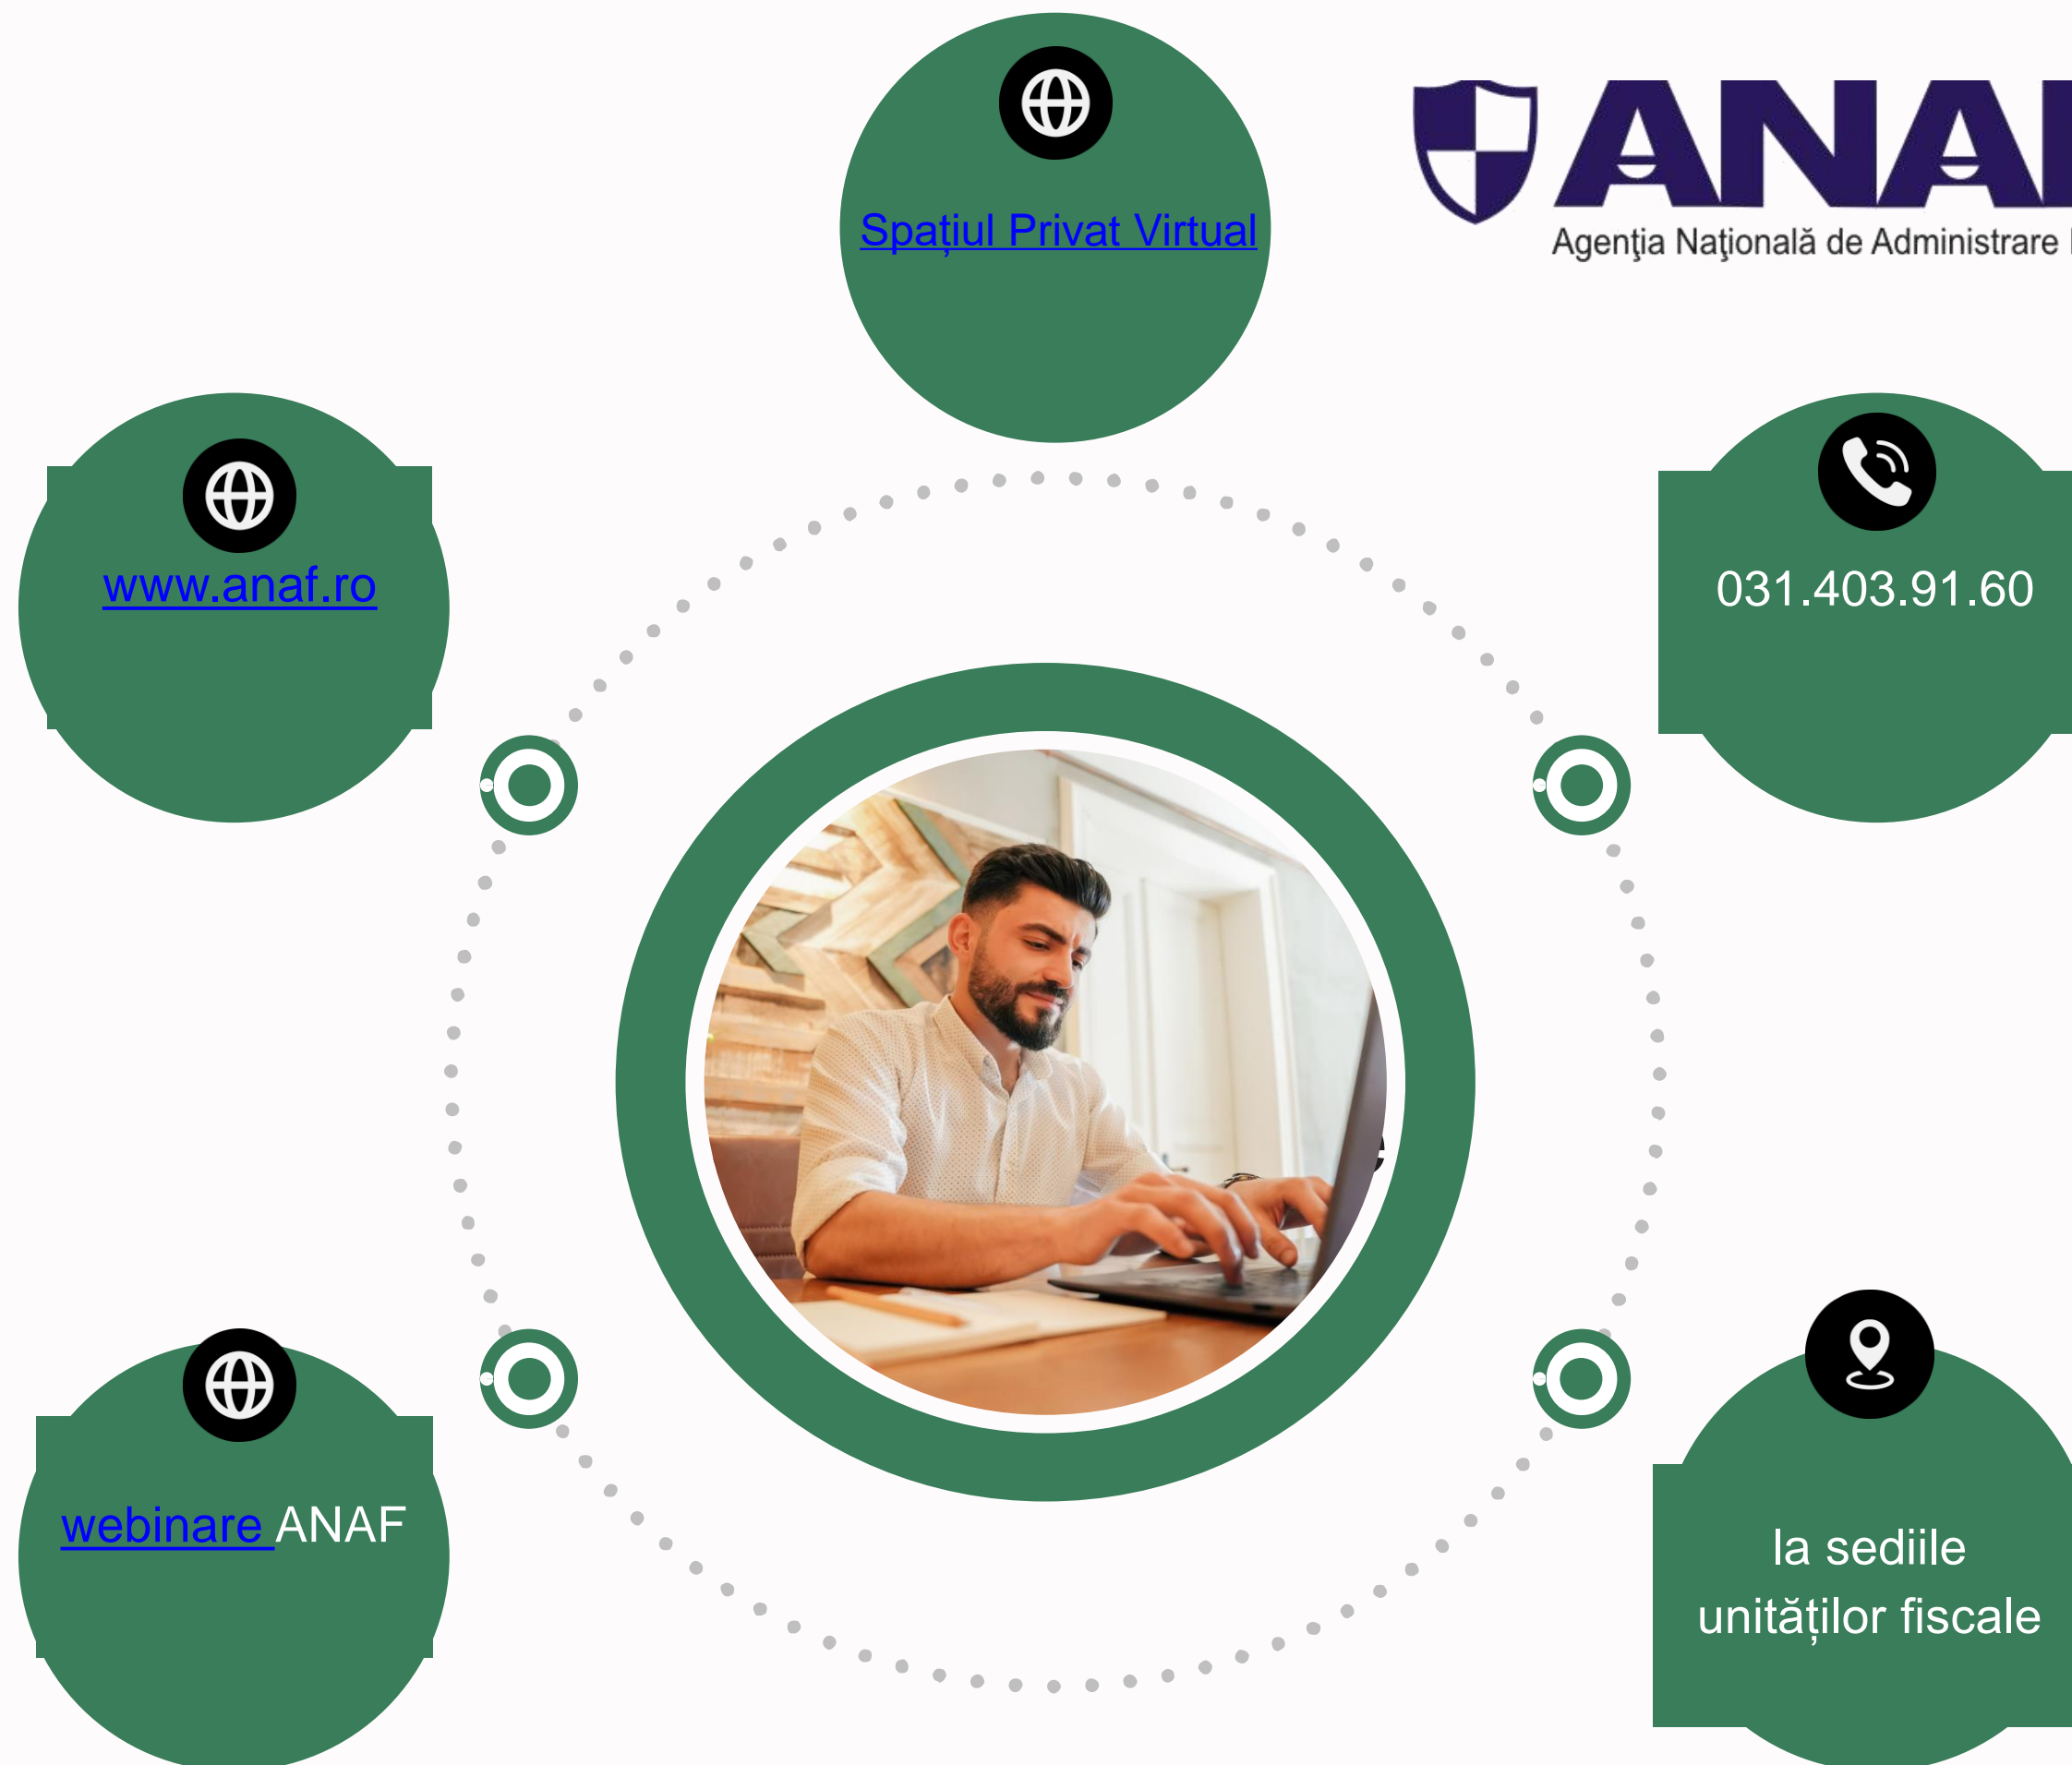 Spațiul Privat Virtual
ANAF
Agenţia Naţională de Administrare
www.anaf.ro
031.403.91.60
webinare ANAF
la sediile
unităților fiscale